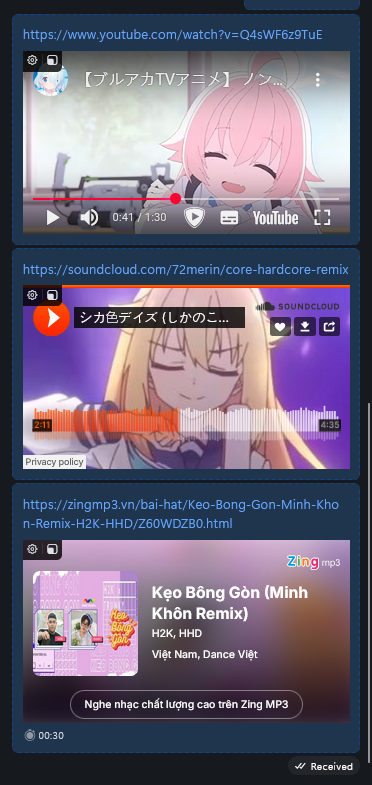 https://www.youtube.com/watch?v=Q4sWF6z9TuE
【ブルアカTVアニメ】 ノン...
0:41 / 1:30
YouTube
https://soundcloud.com/72merin/core-hardcore-remix
SOUNDCLOUD
シカ色デイズ (しかのこ...
2:11
4:35
Privacy policy
https://zingmp3.vn/bai-hat/Keo-Bong-Gon-Minh-Kho
n-Remix-H2K-HHD/Z60WDZB0.html
Zing mp3
Kẹo Bông Gòn (Minh
Khôn Remix)
H2K, HHD
Việt Nam, Dance Việt
Kẹo
Bông
Gòn
Nghe nhạc chất lượng cao trên Zing MP3
00:30
Received